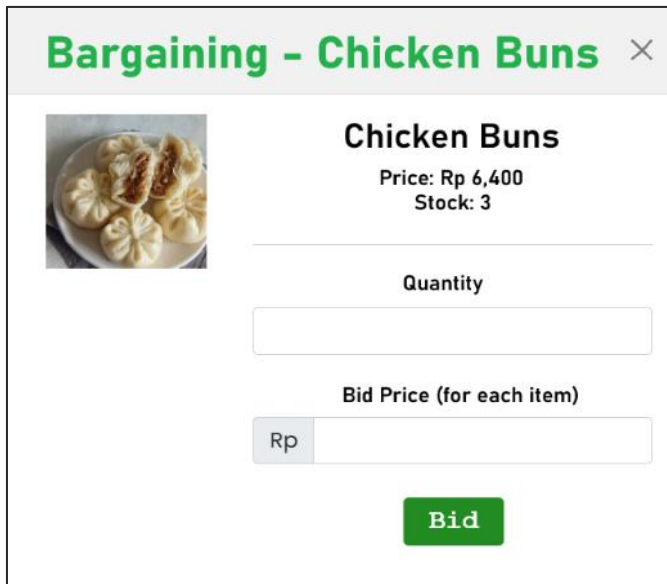 Bargaining - Chicken Buns ×
Chicken Buns
Price: Rp 6,400
Stock: 3
Quantity
Bid Price (for each item)
Rp
Bid